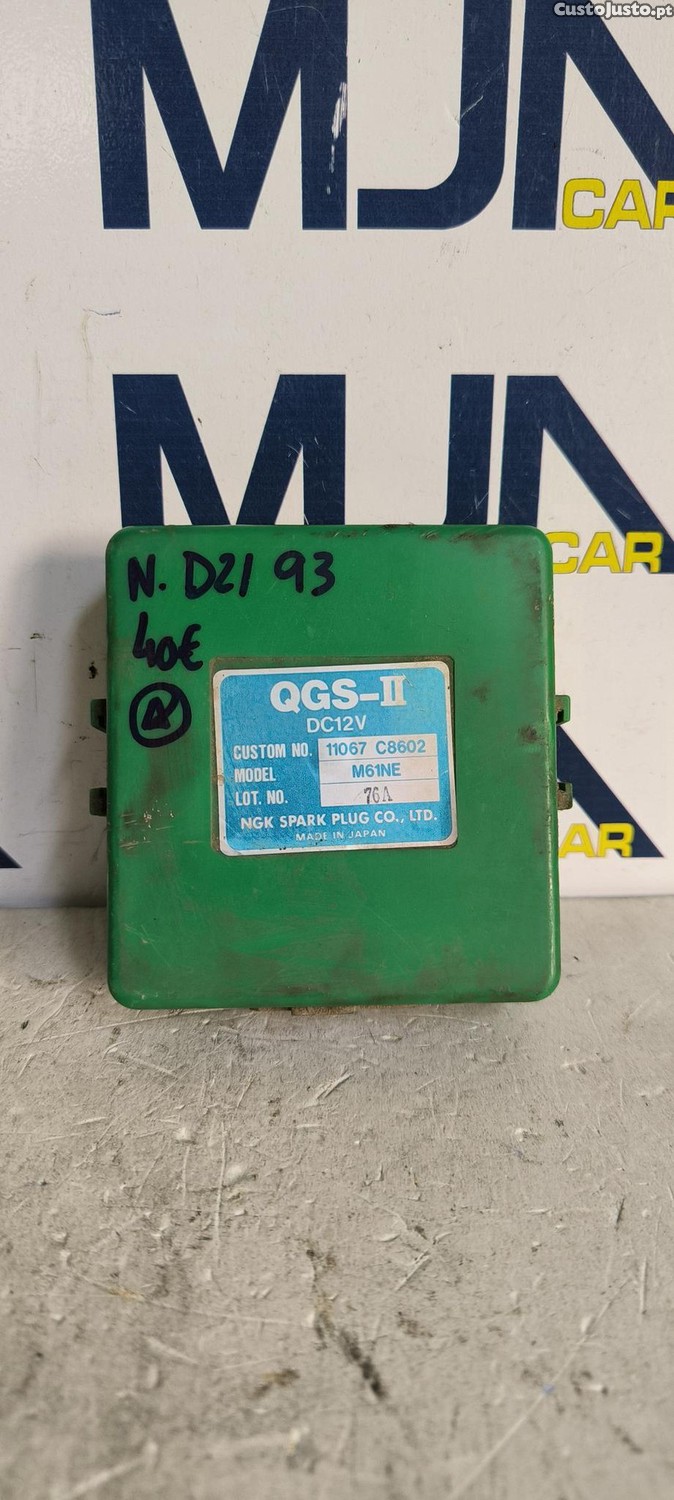 CustoJusto.pt
MJN
CAR
MJN
CAR
N. D21 93
40€
R
QGS-II
DC12V
CUSTOM NO. 11067 C8602
MODEL M61NE
LOT. NO. 76A
NGK SPARK PLUG CO., LTD.
MADE IN JAPAN
CAR